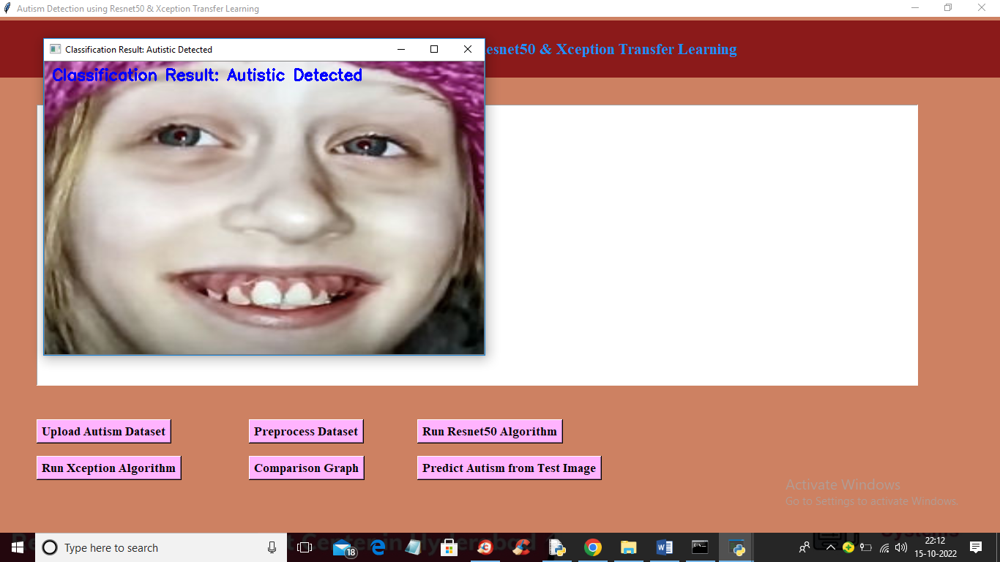 Autism Detection using Resnet50 & Xception Transfer Learning
Resnet50 & Xception Transfer Learning
Classification Result: Autistic Detected
Classification Result: Autistic Detected
Upload Autism Dataset
Preprocess Dataset
Run Resnet50 Algorithm
Run Xception Algorithm
Comparison Graph
Predict Autism from Test Image
Activate Windows
Go to Settings to activate Windows.
Type here to search
18
22:12
15-10-2022